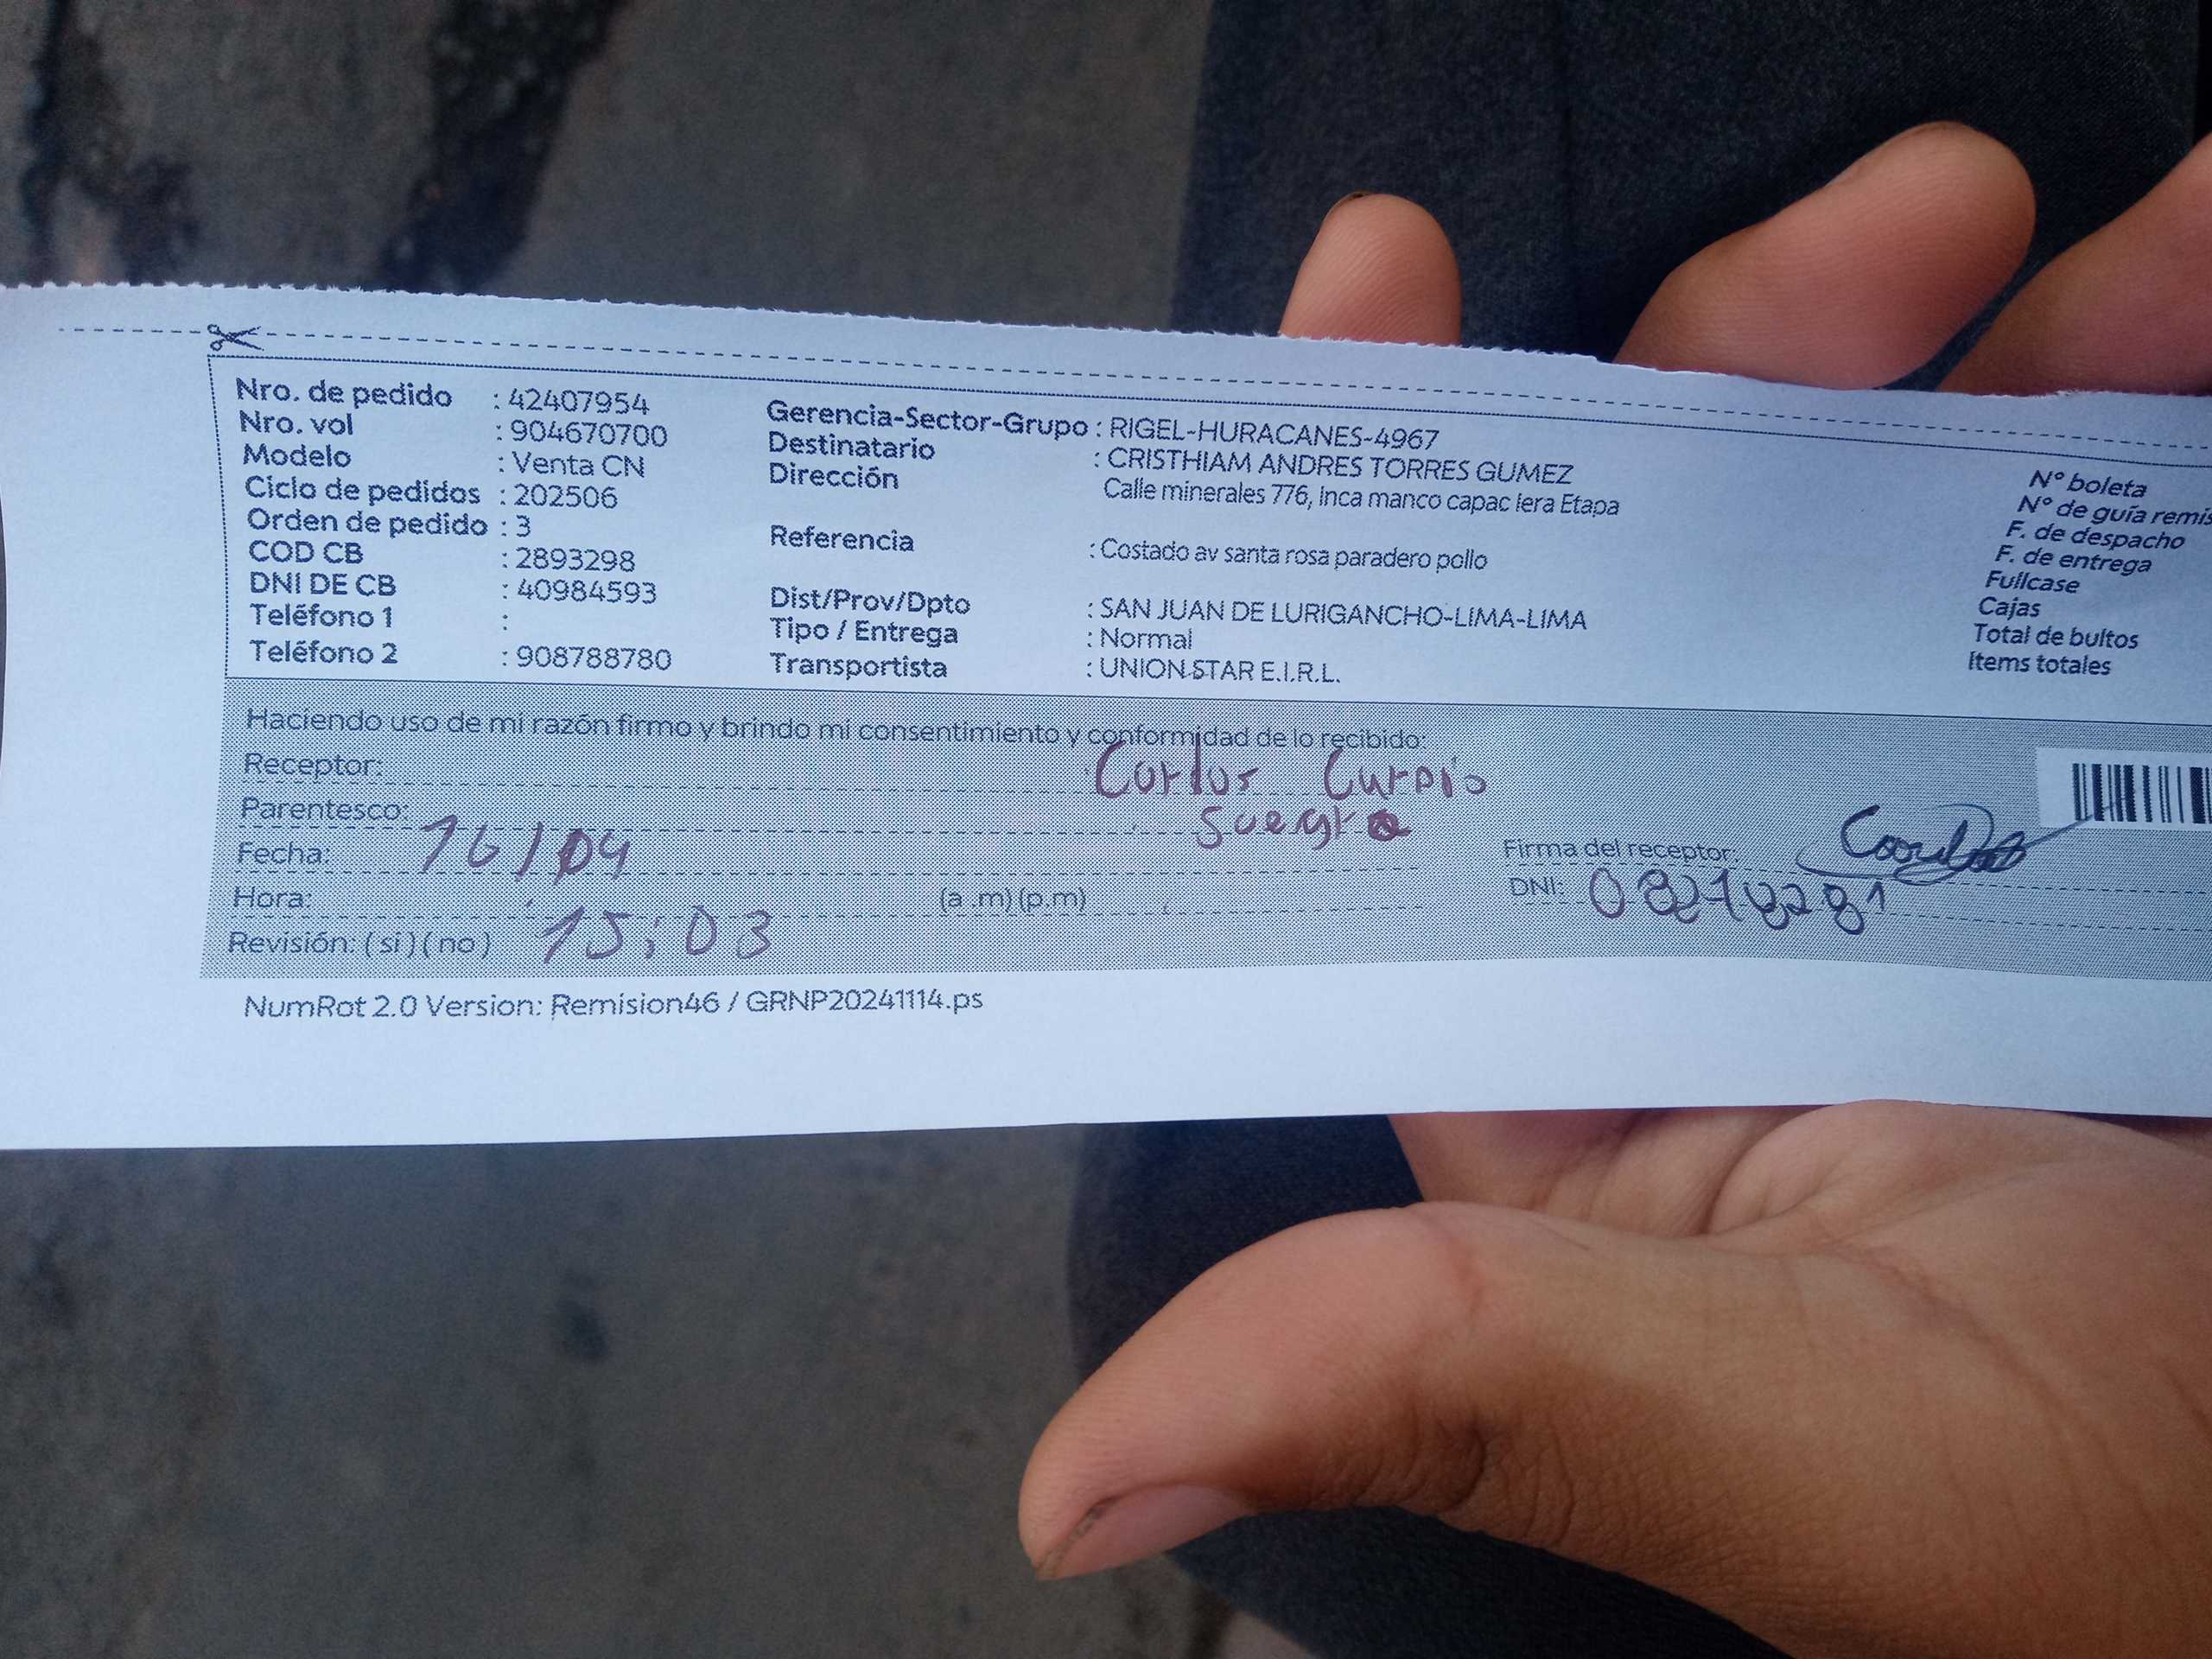 Nro. de pedido : 42407954
Nro. vol : 904670700
Modelo : Venta CN
Ciclo de pedidos : 202506
Orden de pedido : 3
COD CB : 2893298
DNI DE CB : 40984593
Teléfono 1 :
Teléfono 2 : 908788780
Gerencia-Sector-Grupo : RIGEL-HURACANES-4967
Destinatario : CRISTHIAM ANDRES TORRES GUMEZ
Dirección Calle minerales 776, Inca manco capac lera Etapa
Referencia : Costado av santa rosa paradero pollo
Dist/Prov/Dpto : SAN JUAN DE LURIGANCHO-LIMA-LIMA
Tipo / Entrega : Normal
Transportista : UNION STAR E.I.R.L.
N° boleta
N° de guía remis
F. de despacho
F. de entrega
Fullcase
Cajas
Total de bultos
Items totales
Haciendo uso de mi razón firmo y brindo mi consentimiento y conformidad de lo recibido:
Receptor: Carlos
Parentesco: Suegro
Fecha: 16/04
Firma del receptor:
Hora: 15:03 (a .m) (p.m)
DNI:
Revisión: ( si ) ( no )
NumRot 2.0 Version: Remision46 / GRNP20241114.ps